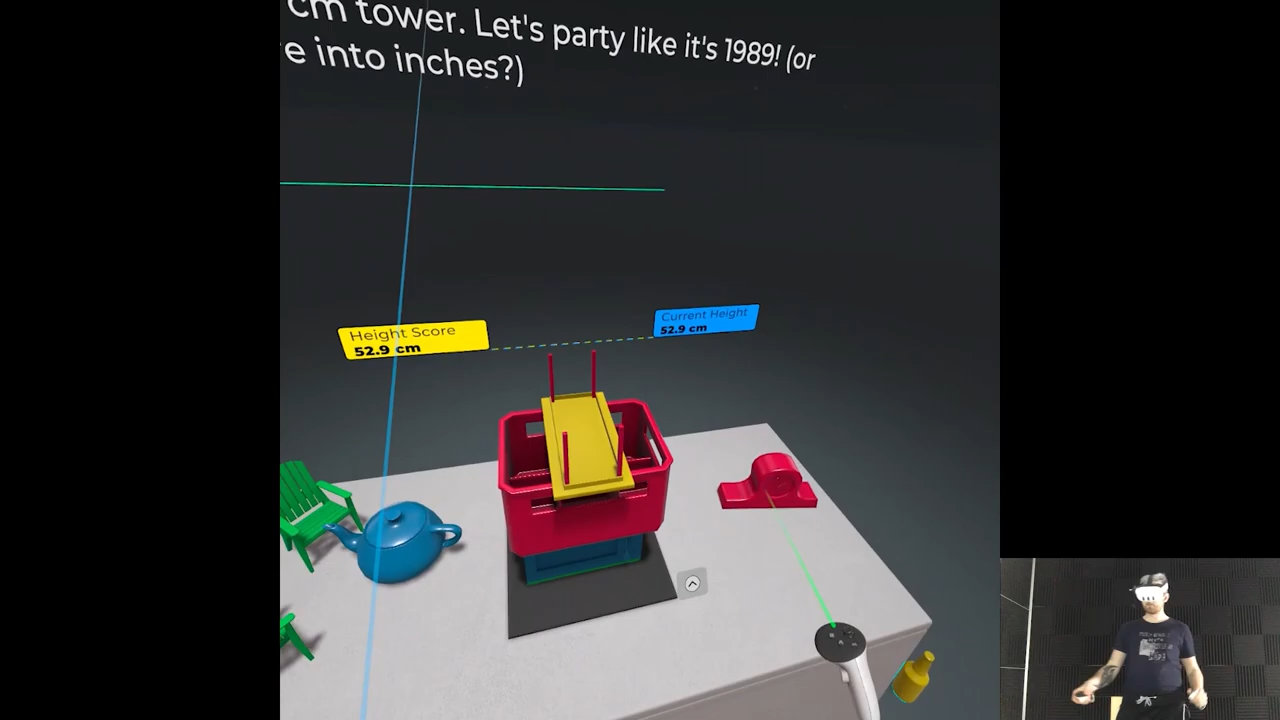 cm tower. Let's party like it's 1989! (or
e into inches?)
Height Score
52.9 cm
Current Height
52.9 cm